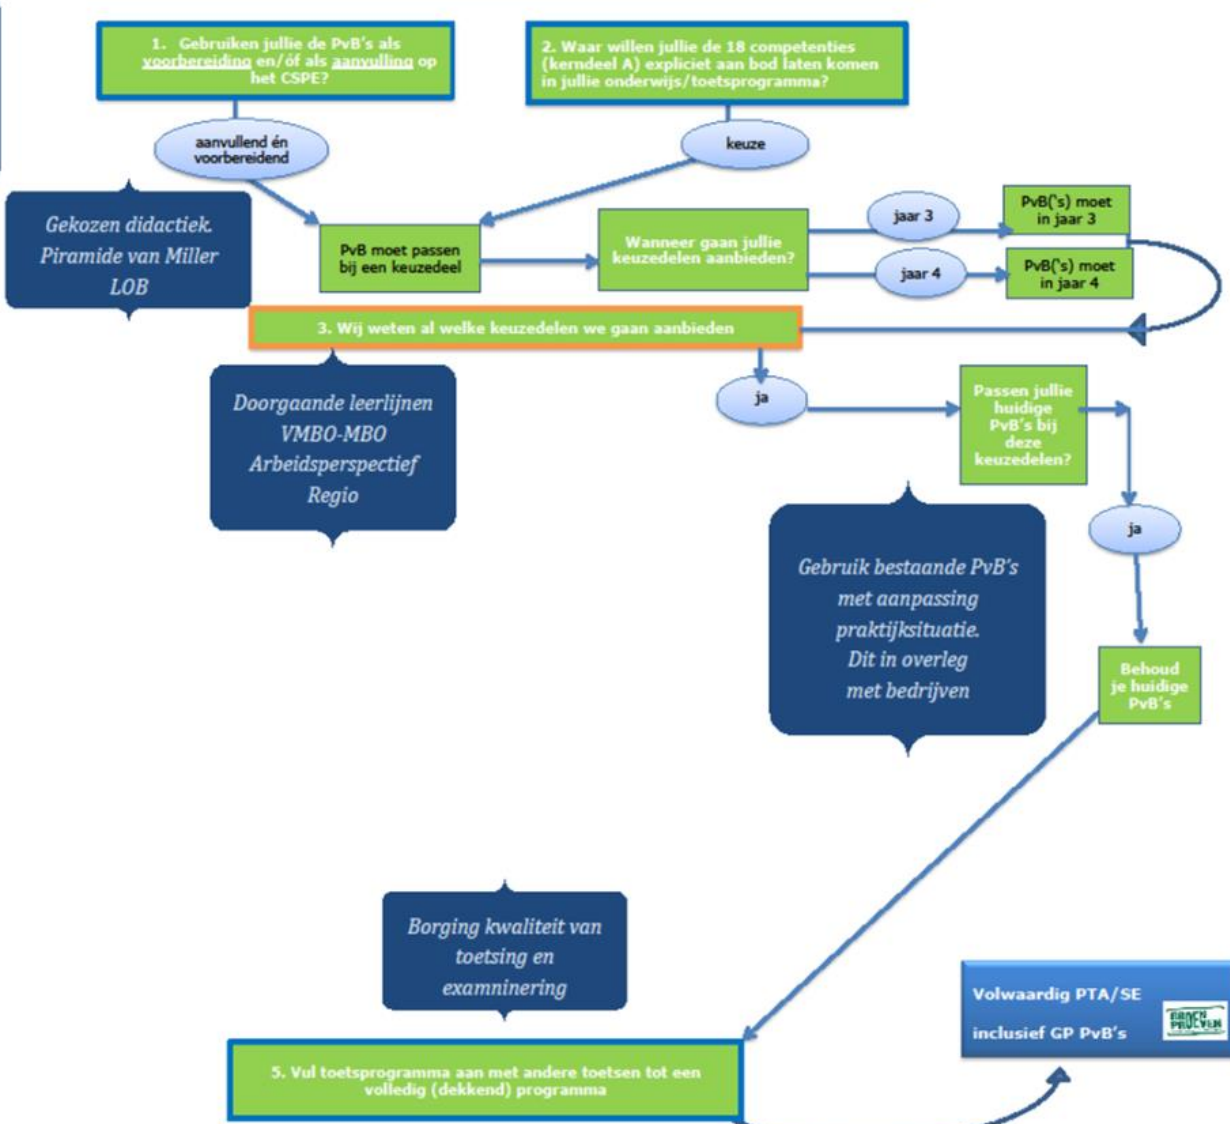 1. Gebruiken jullie de PvB's als
voorbereiding en/óf als aanvulling op
het CSPE?
2. Waar willen jullie de 18 competenties
(kerndeel A) expliciet aan bod laten komen
in jullie onderwijs/toetsprogramma?
aanvullend én
voorbereidend
keuze
Gekozen didactiek.
Piramide van Miller
LOB
PvB moet passen
bij een keuzedeel
Wanneer gaan jullie
keuzedelen aanbieden?
jaar 3
PvB('s) moet
in jaar 3
jaar 4
PvB('s) moet
in jaar 4
3. Wij weten al welke keuzedelen we gaan aanbieden
Doorgaande leerlijnen
VMBO-MBO
Arbeidsperspectief
Regio
ja
Passen jullie
huidige
PvB's bij
deze
keuzedelen?
ja
Gebruik bestaande PvB's
met aanpassing
praktijksituatie.
Dit in overleg
met bedrijven
Behoud
je huidige
PvB's
Borging kwaliteit van
toetsing en
examninering
Volwaardig PTA/SE
inclusief GP PvB's
GROEN
PROEVEN
5. Vul toetsprogramma aan met andere toetsen tot een
volledig (dekkend) programma